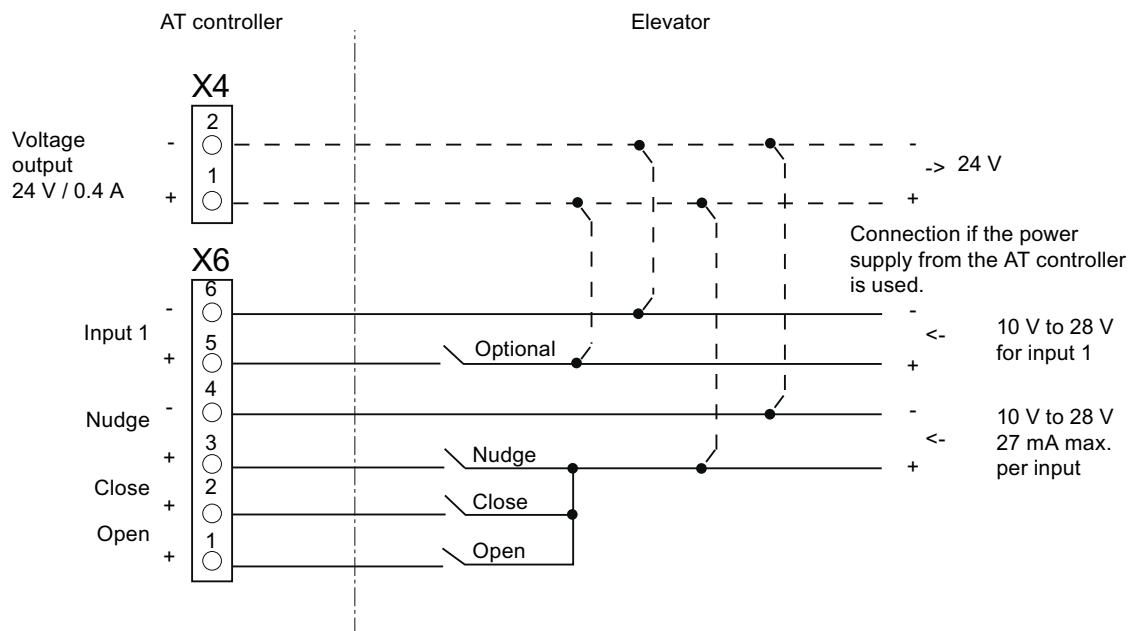 AT controller
Elevator
X4
2
Voltage
output
24 V / 0.4 A
-
-
-> 24 V
1
+
+
Connection if the power
supply from the AT controller
is used.
X6
6
-
-
Input 1
<-
10 V to 28 V
for input 1
5
Optional
+
+
4
Nudge
-
-
10 V to 28 V
27 mA max.
per input
<-
3
Nudge
+
+
Close
2
Close
+
Open
1
Open
+